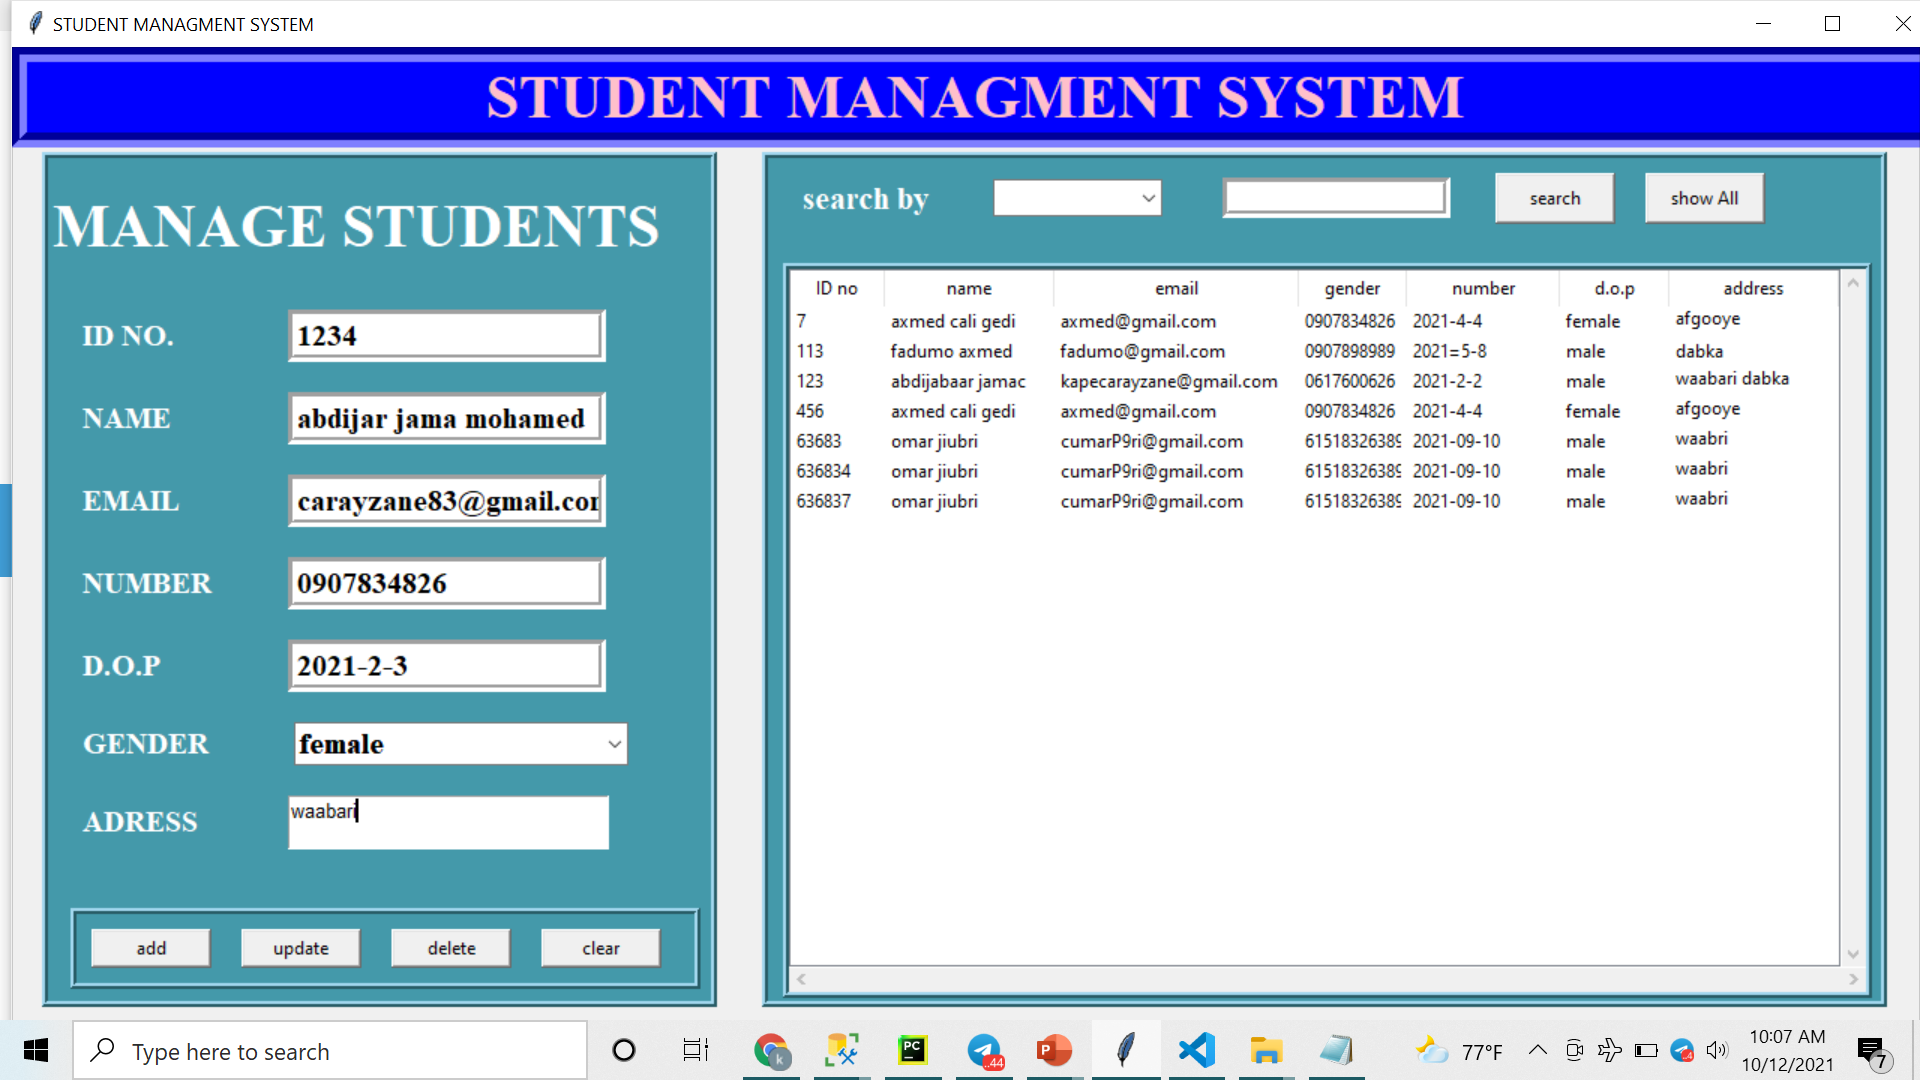 STUDENT MANAGMENT SYSTEM
STUDENT MANAGMENT SYSTEM
MANAGE STUDENTS
ID NO. 1234
NAME abdijar jama mohamed
EMAIL carayzane83@gmail.com
NUMBER 0907834826
D.O.P 2021-2-3
GENDER female
ADRESS waabari
add update delete clear
search by search show All
ID no name email gender number d.o.p address
7 axmed cali gedi axmed@gmail.com 0907834826 2021-4-4 female afgooye
113 fadumo axmed fadumo@gmail.com 0907898989 2021=5-8 male dabka
123 abdijabaar jamac kapecarayzane@gmail.com 0617600626 2021-2-2 male waabari dabka
456 axmed cali gedi axmed@gmail.com 0907834826 2021-4-4 female afgooye
63683 omar jiubri cumarP9ri@gmail.com 61518326389 2021-09-10 male waabri
636834 omar jiubri cumarP9ri@gmail.com 61518326389 2021-09-10 male waabri
636837 omar jiubri cumarP9ri@gmail.com 61518326389 2021-09-10 male waabri
Type here to search
k
PC
.44
P
77°F
4
10:07 AM
10/12/2021
7